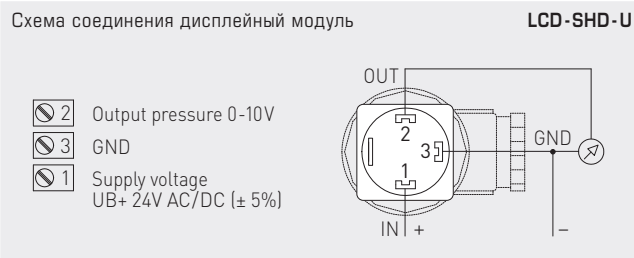 Схема соединения дисплейный модуль LCD-SHD-U
2 Output pressure 0-10V
3 GND
1 Supply voltage
UB+ 24V AC/DC (± 5%)
OUT
2
3
GND
1
IN + –